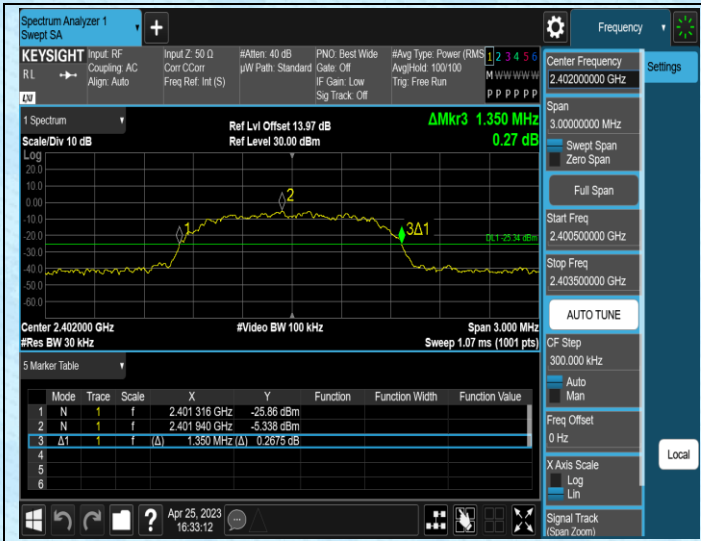 Spectrum Analyzer 1
Swept SA
+
Frequency
KEYSIGHT
RL
LXI
Input: RF
Coupling: AC
Align: Auto
Input Z: 50 Ω
Corr CCorr
Freq Ref: Int (S)
#Atten: 40 dB
µW Path: Standard
PNO: Best Wide
Gate: Off
IF Gain: Low
Sig Track: Off
#Avg Type: Power (RMS
Avg|Hold: 100/100
Trig: Free Run
1 2 3 4 5 6
M W W W W W
P P P P P P
1 Spectrum
Scale/Div 10 dB
Ref Lvl Offset 13.97 dB
Ref Level 30.00 dBm
ΔMkr3 1.350 MHz
0.27 dB
Log
20.0
10.0
0.00
-10.0
-20.0
-30.0
-40.0
-50.0
-60.0
1
2
3Δ1
DL1 -25.34 dBm
Center 2.402000 GHz
#Video BW 100 kHz
Span 3.000 MHz
#Res BW 30 kHz
Sweep 1.07 ms (1001 pts)
5 Marker Table
Mode Trace Scale X Y Function Function Width Function Value
1 N 1 f 2.401 316 GHz -25.86 dBm
2 N 1 f 2.401 940 GHz -5.338 dBm
3 Δ1 1 f (Δ) 1.350 MHz (Δ) 0.2675 dB
4
5
6
?
Apr 25, 2023
16:33:12
Center Frequency
2.402000000 GHz
Settings
Span
3.00000000 MHz
Swept Span
Zero Span
Full Span
Start Freq
2.400500000 GHz
Stop Freq
2.403500000 GHz
AUTO TUNE
CF Step
300.000 kHz
Auto
Man
Freq Offset
0 Hz
X Axis Scale
Log
Lin
Local
Signal Track
(Span Zoom)